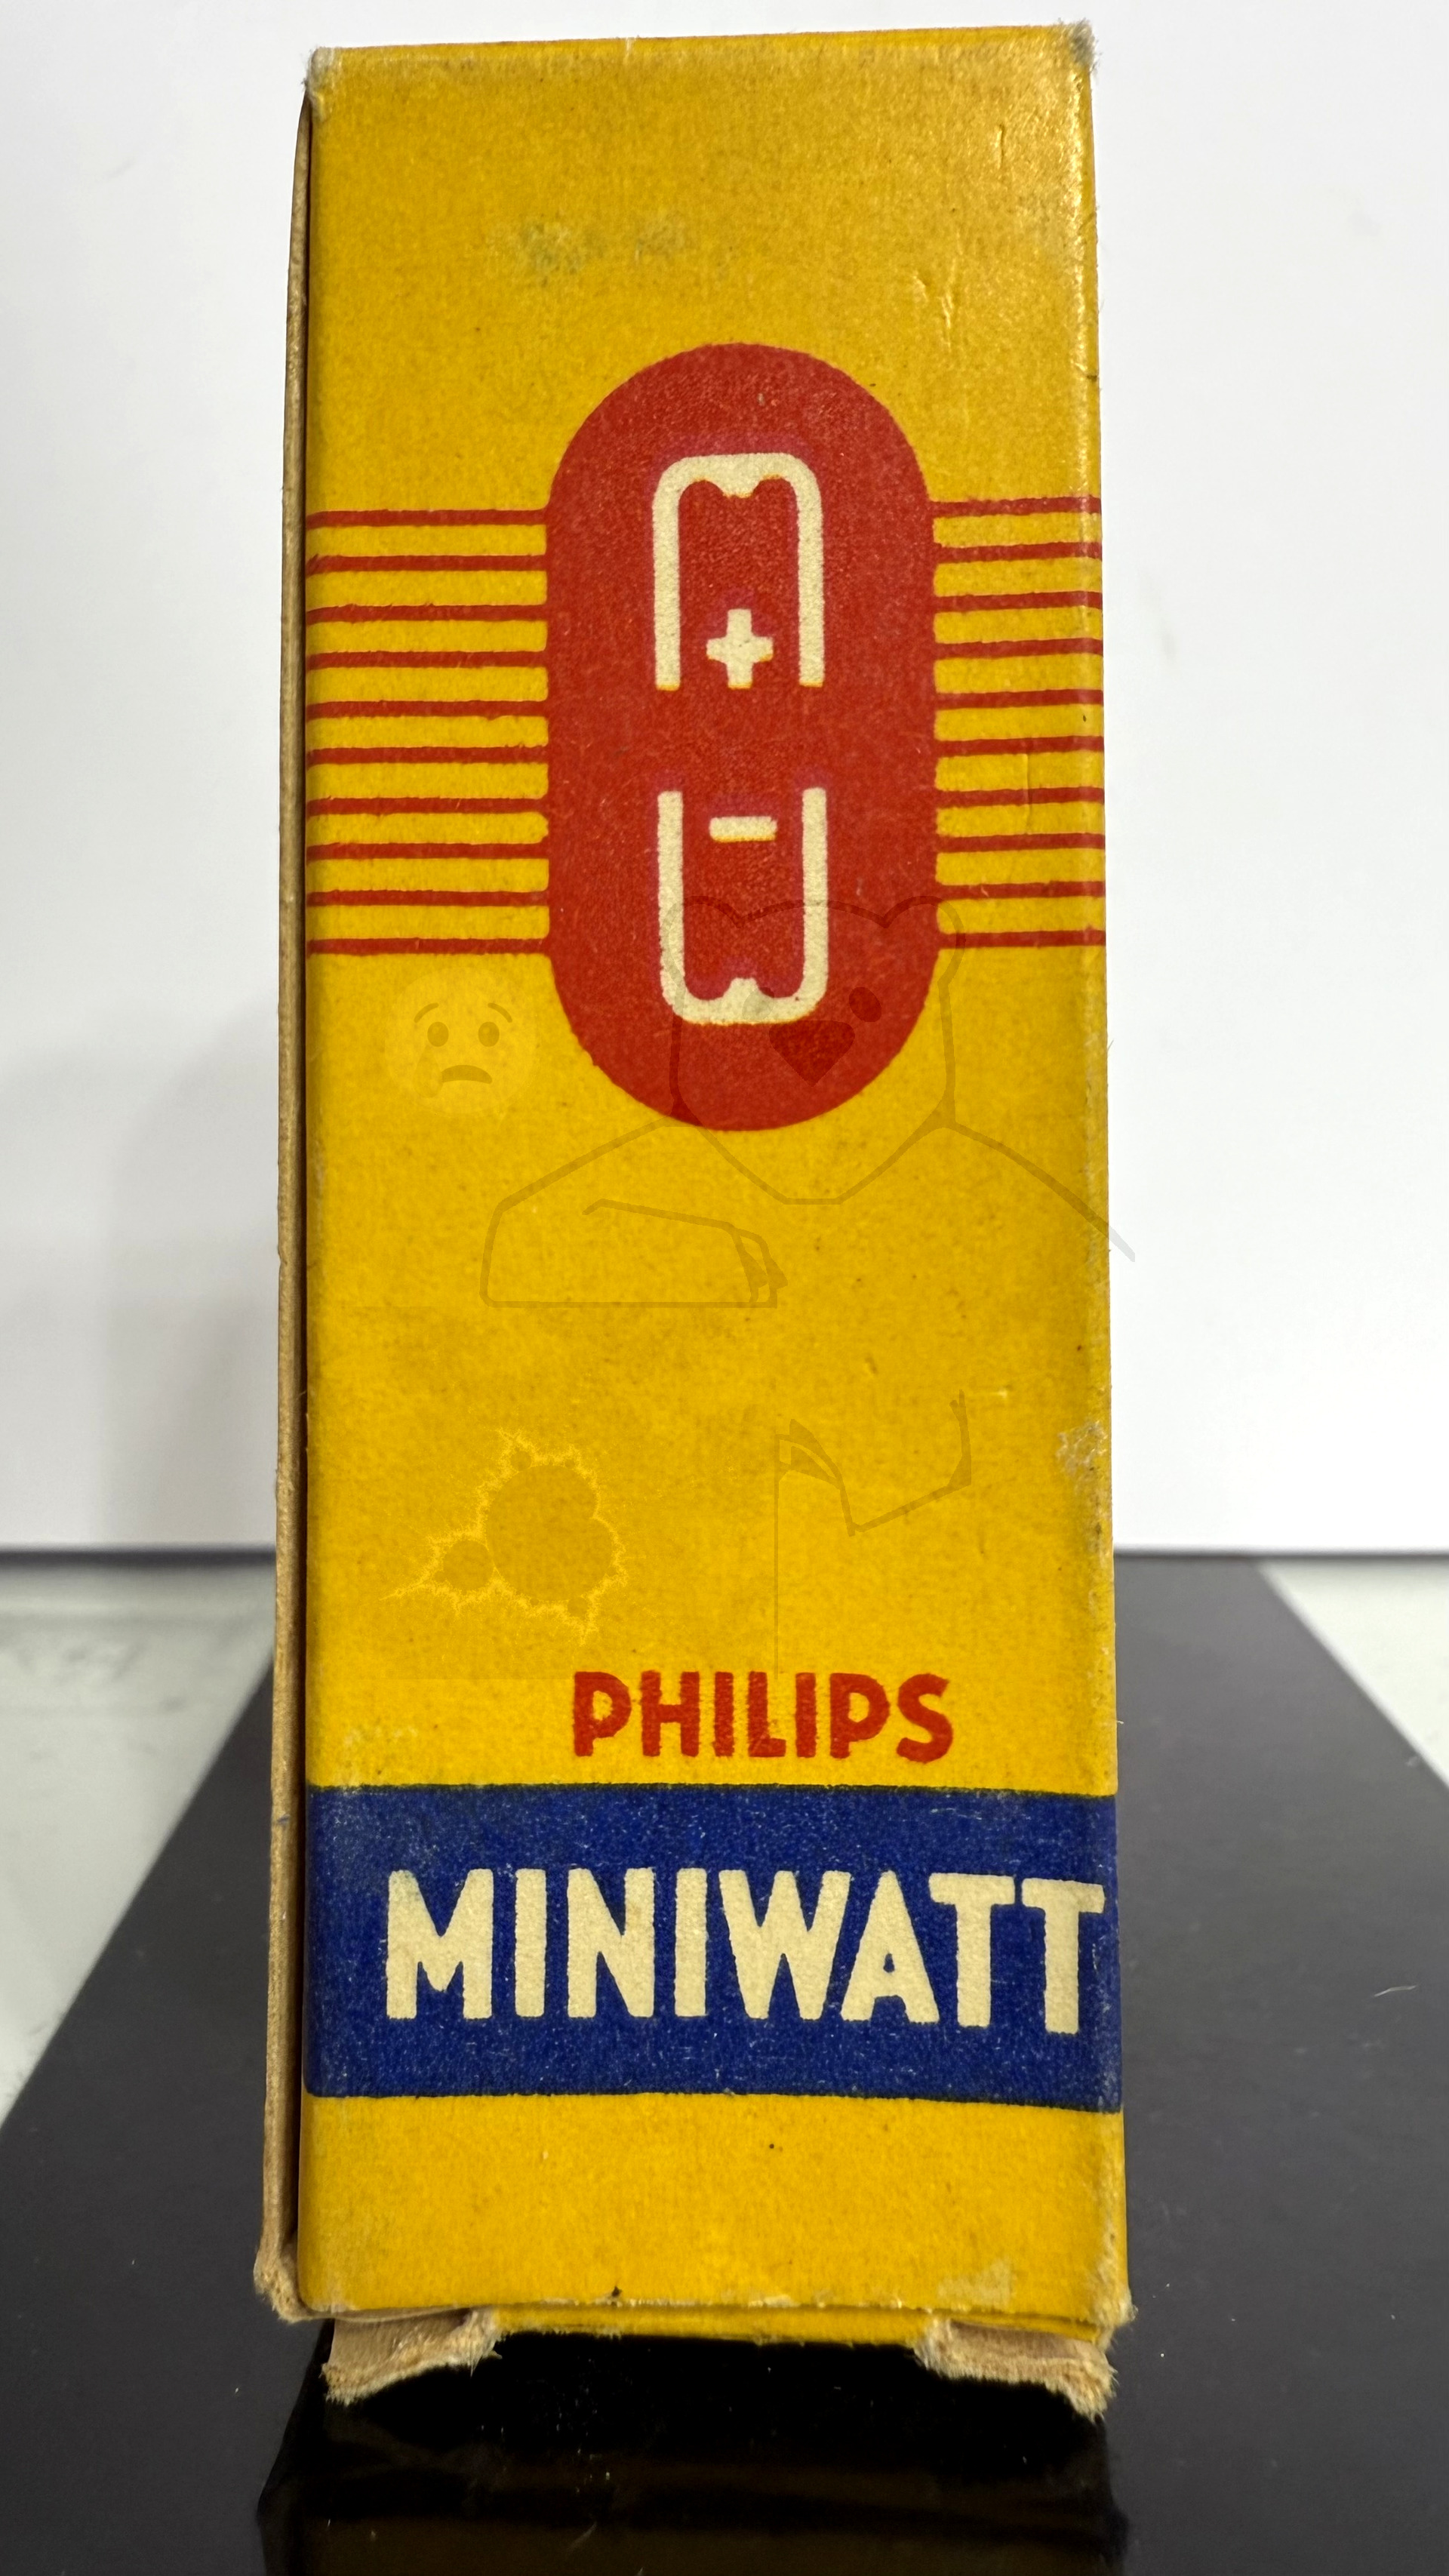 +
-
PHILIPS
MINIWATT